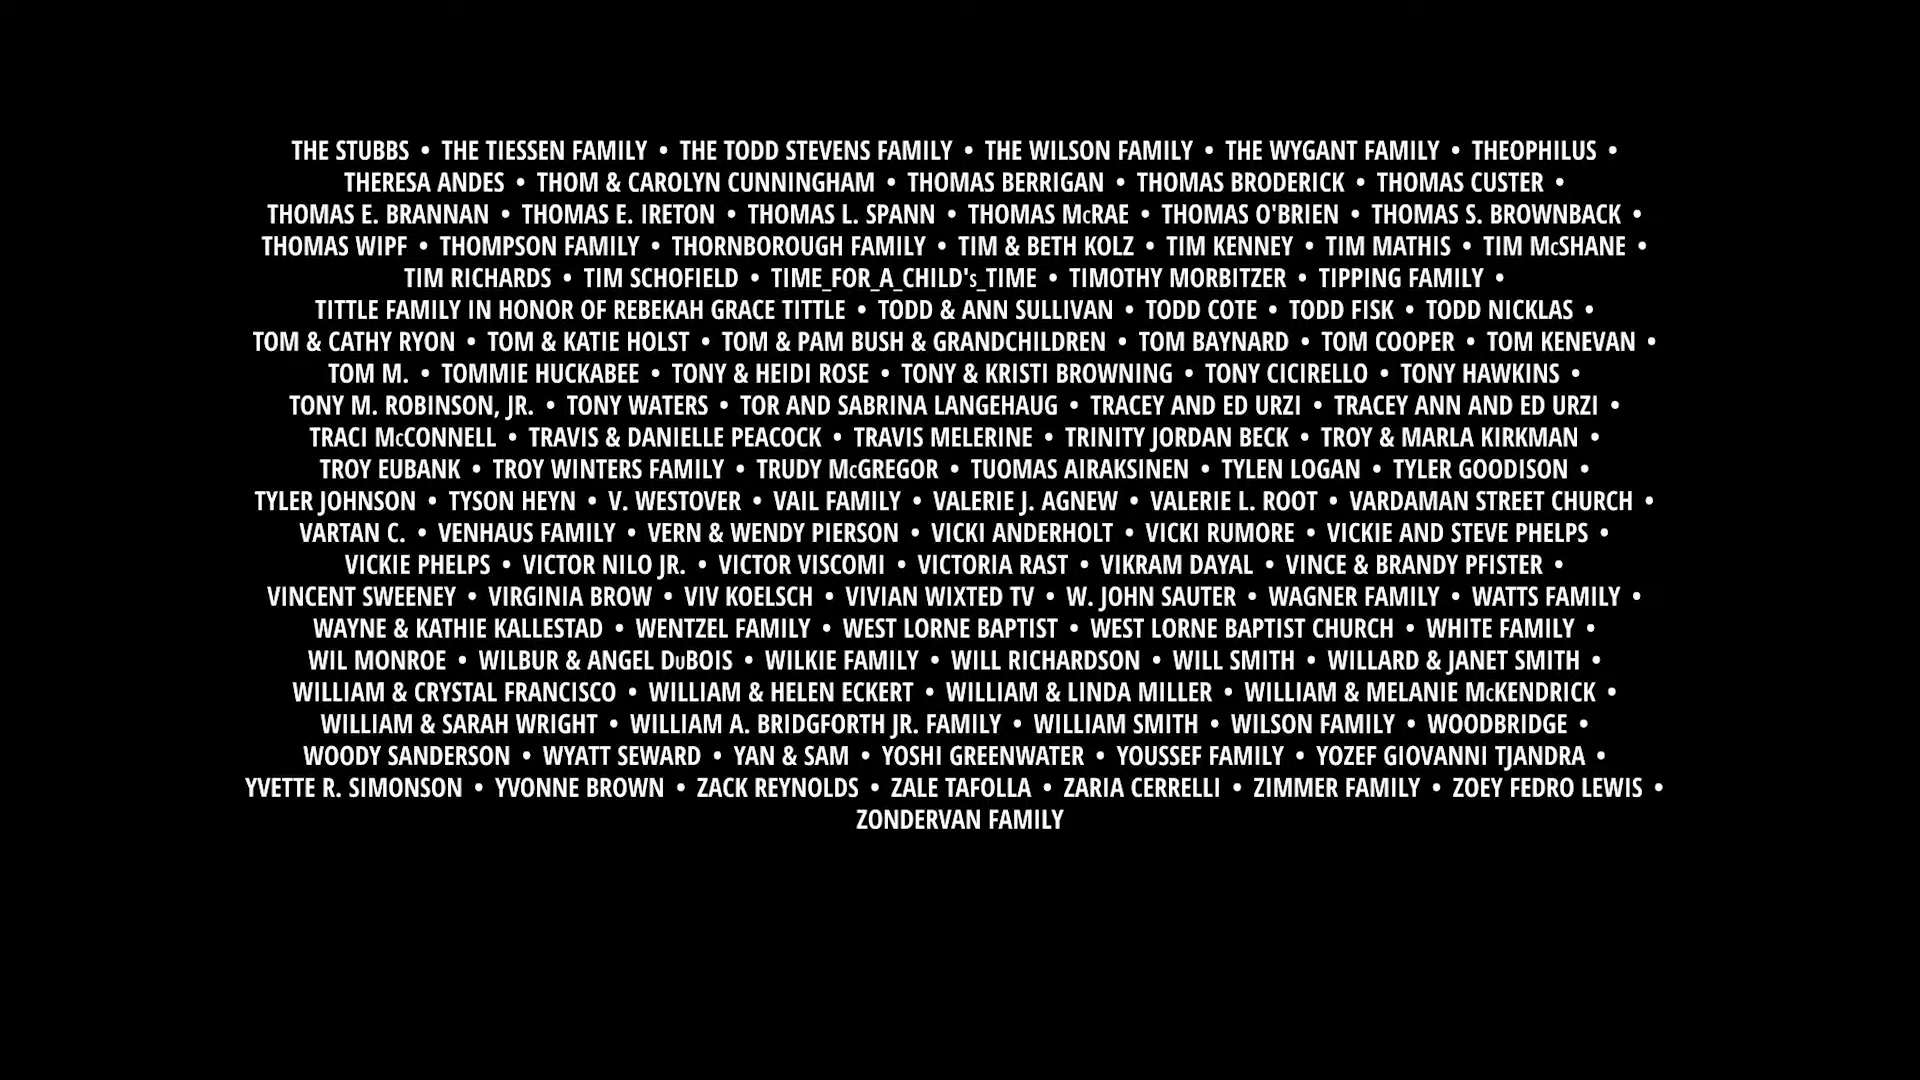 THE STUBBS • THE TIESSEN FAMILY • THE TODD STEVENS FAMILY • THE WILSON FAMILY • THE WYGANT FAMILY • THEOPHILUS •
THERESA ANDES • THOM & CAROLYN CUNNINGHAM • THOMAS BERRIGAN • THOMAS BRODERICK • THOMAS CUSTER •
THOMAS E. BRANNAN • THOMAS E. IRETON • THOMAS L. SPANN • THOMAS McRAE • THOMAS O'BRIEN • THOMAS S. BROWNBACK •
THOMAS WIPF • THOMPSON FAMILY • THORNBOROUGH FAMILY • TIM & BETH KOLZ • TIM KENNEY • TIM MATHIS • TIM McSHANE •
TIM RICHARDS • TIM SCHOFIELD • TIME_FOR_A_CHILD's_TIME • TIMOTHY MORBITZER • TIPPING FAMILY •
TITTLE FAMILY IN HONOR OF REBEKAH GRACE TITTLE • TODD & ANN SULLIVAN • TODD COTE • TODD FISK • TODD NICKLAS •
TOM & CATHY RYON • TOM & KATIE HOLST • TOM & PAM BUSH & GRANDCHILDREN • TOM BAYNARD • TOM COOPER • TOM KENEVAN •
TOM M. • TOMMIE HUCKABEE • TONY & HEIDI ROSE • TONY & KRISTI BROWNING • TONY CICIRELLO • TONY HAWKINS •
TONY M. ROBINSON, JR. • TONY WATERS • TOR AND SABRINA LANGEHAUG • TRACEY AND ED URZI • TRACEY ANN AND ED URZI •
TRACI McCONNELL • TRAVIS & DANIELLE PEACOCK • TRAVIS MELERINE • TRINITY JORDAN BECK • TROY & MARLA KIRKMAN •
TROY EUBANK • TROY WINTERS FAMILY • TRUDY McGREGOR • TUOMAS AIRAKSINEN • TYLEN LOGAN • TYLER GOODISON •
TYLER JOHNSON • TYSON HEYN • V. WESTOVER • VAIL FAMILY • VALERIE J. AGNEW • VALERIE L. ROOT • VARDAMAN STREET CHURCH •
VARTAN C. • VENHAUS FAMILY • VERN & WENDY PIERSON • VICKI ANDERHOLT • VICKI RUMORE • VICKIE AND STEVE PHELPS •
VICKIE PHELPS • VICTOR NILO JR. • VICTOR VISCOMI • VICTORIA RAST • VIKRAM DAYAL • VINCE & BRANDY PFISTER •
VINCENT SWEENEY • VIRGINIA BROW • VIV KOELSCH • VIVIAN WIXTED TV • W. JOHN SAUTER • WAGNER FAMILY • WATTS FAMILY •
WAYNE & KATHIE KALLESTAD • WENTZEL FAMILY • WEST LORNE BAPTIST • WEST LORNE BAPTIST CHURCH • WHITE FAMILY •
WIL MONROE • WILBUR & ANGEL DuBOIS • WILKIE FAMILY • WILL RICHARDSON • WILL SMITH • WILLARD & JANET SMITH •
WILLIAM & CRYSTAL FRANCISCO • WILLIAM & HELEN ECKERT • WILLIAM & LINDA MILLER • WILLIAM & MELANIE McKENDRICK •
WILLIAM & SARAH WRIGHT • WILLIAM A. BRIDGFORTH JR. FAMILY • WILLIAM SMITH • WILSON FAMILY • WOODBRIDGE •
WOODY SANDERSON • WYATT SEWARD • YAN & SAM • YOSHI GREENWATER • YOUSSEF FAMILY • YOZEF GIOVANNI TJANDRA •
YVETTE R. SIMONSON • YVONNE BROWN • ZACK REYNOLDS • ZALE TAFOLLA • ZARIA CERRELLI • ZIMMER FAMILY • ZOEY FEDRO LEWIS •
ZONDERVAN FAMILY